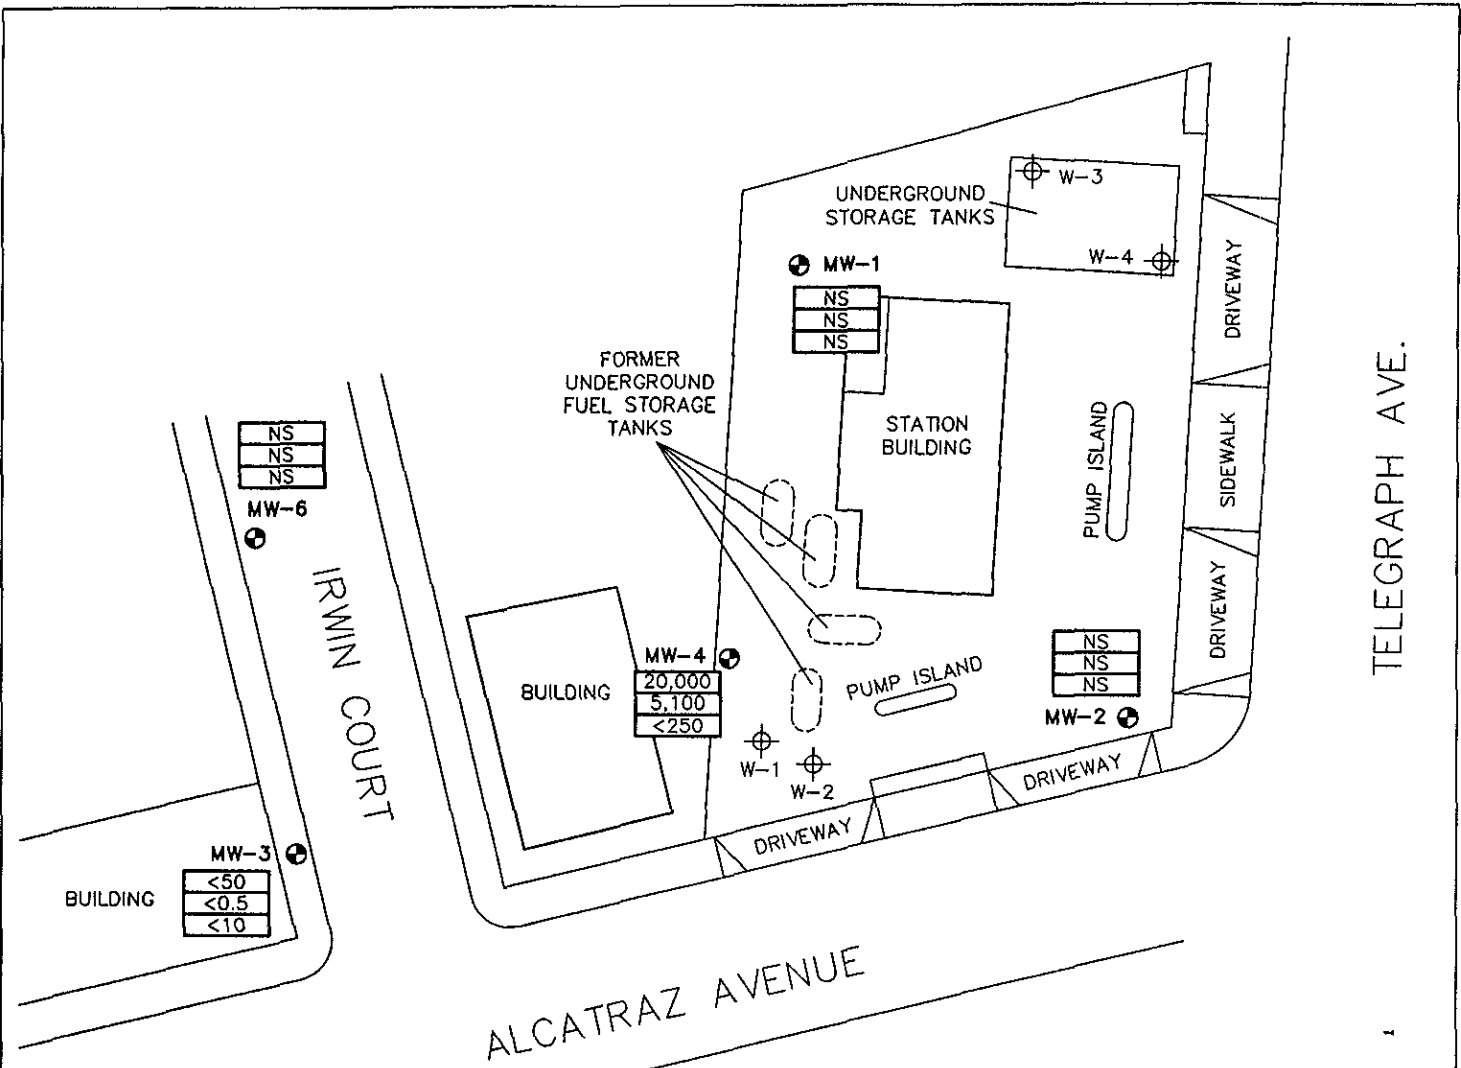 W-3
UNDERGROUND
STORAGE TANKS
W-4
MW-1
NS
NS
NS
DRIVEWAY
FORMER
UNDERGROUND
FUEL STORAGE
TANKS
STATION
BUILDING
PUMP ISLAND
SIDEWALK
TELEGRAPH AVE.
NS
NS
NS
MW-6
IRWIN COURT
DRIVEWAY
BUILDING
MW-4
20,000
5,100
<250
PUMP ISLAND
NS
NS
NS
MW-2
W-1
W-2
DRIVEWAY
DRIVEWAY
MW-3
BUILDING
<50
<0.5
<10
ALCATRAZ AVENUE